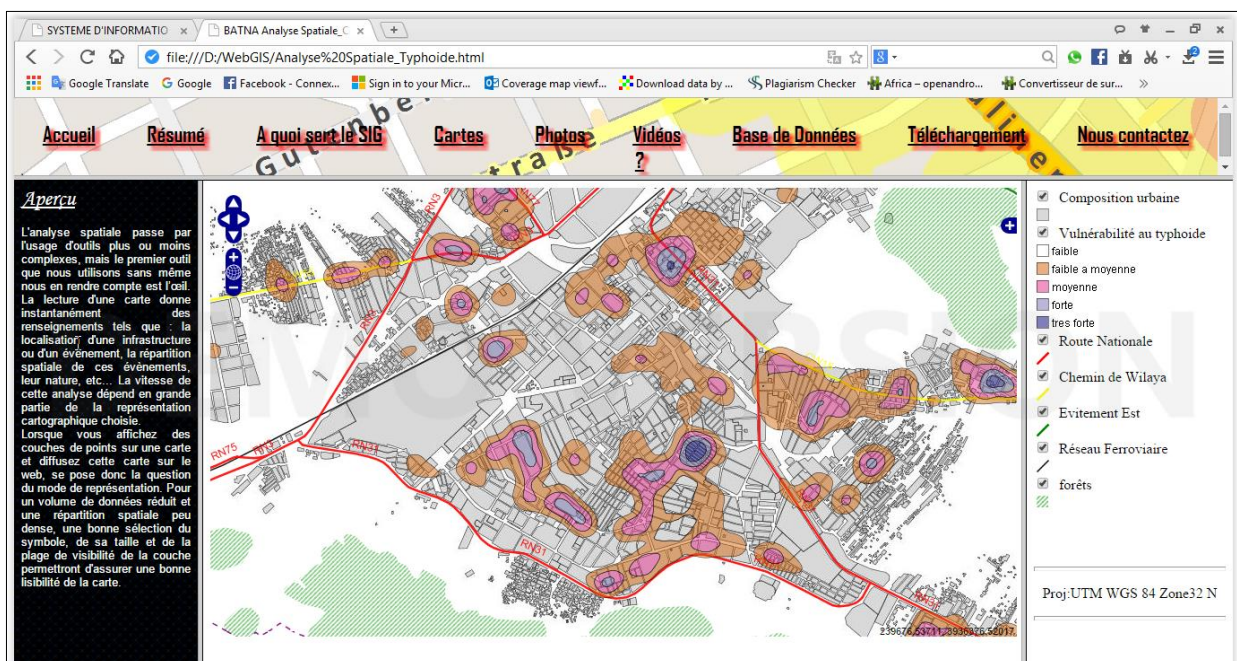 SYSTEME D'INFORMATIO
BATNA Analyse Spatiale_C
file:///D:/WebGIS/Analyse%20Spatiale_Typhoide.html
Google Translate
Google
Facebook - Connex...
Sign in to your Micr...
Coverage map viewf...
Download data by ...
Plagiarism Checker
Africa – openandro...
Convertisseur de sur...
»
Accueil
Résumé
A quoi sert le SIG
Cartes
Photos
Vidéos
Base de Données
Téléchargement
Nous contactez
?
Aperçu
L'analyse spatiale passe par
l'usage d'outils plus ou moins
complexes, mais le premier outil
que nous utilisons sans même
nous en rendre compte est l'œil.
La lecture d'une carte donne
instantanément des
renseignements tels que : la
localisation d'une infrastructure
ou d'un évènement, la répartition
spatiale de ces évènements,
leur nature, etc... La vitesse de
cette analyse dépend en grande
partie de la représentation
cartographique choisie.
Lorsque vous affichez des
couches de points sur une carte
et diffusez cette carte sur le
web, se pose donc la question
du mode de représentation. Pour
un volume de données réduit et
une répartition spatiale peu
dense, une bonne sélection du
symbole, de sa taille et de la
plage de visibilité de la couche
permettront d'assurer une bonne
lisibilité de la carte.
RN3
RN75
RN31
RN31
Composition urbaine
Vulnérabilité au typhoide
faible
faible a moyenne
moyenne
forte
tres forte
Route Nationale
Chemin de Wilaya
Evitement Est
Réseau Ferroviaire
forêts
Proj:UTM WGS 84 Zone32 N